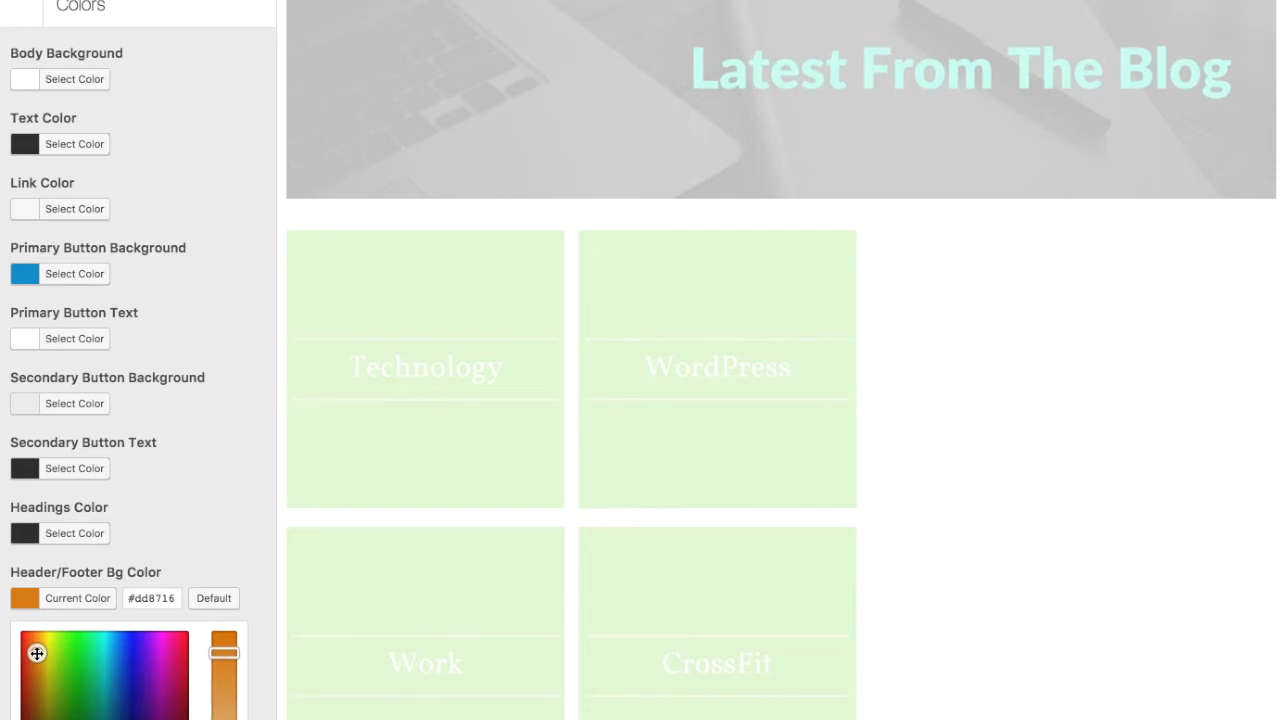 Colors
Body Background
Select Color
Text Color
Select Color
Link Color
Select Color
Primary Button Background
Select Color
Primary Button Text
Select Color
Secondary Button Background
Select Color
Secondary Button Text
Select Color
Headings Color
Select Color
Header/Footer Bg Color
Current Color #dd8716 Default
Latest From The Blog
Technology
WordPress
Work
CrossFit